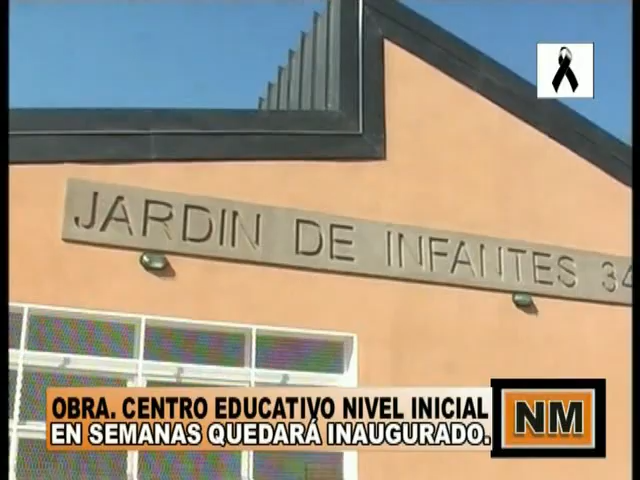 JARDIN DE INFANTES 34
OBRA. CENTRO EDUCATIVO NIVEL INICIAL
EN SEMANAS QUEDARÁ INAUGURADO.
NM